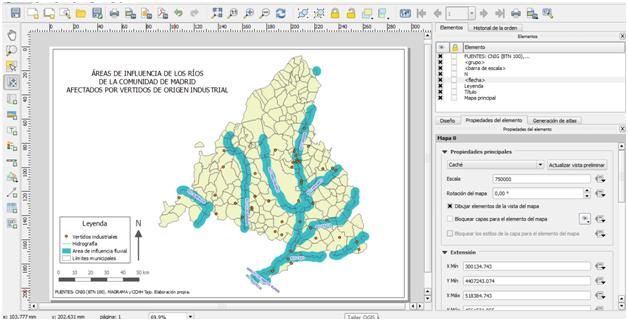 1
Elementos
Historial de la orden
Elementos
Elemento
FUENTES: CNIG (BTN 100),...
<grupo>
<barra de escala>
N
<flecha>
Leyenda
Título
Mapa principal
Diseño
Propiedades del elemento
Generación de atlas
Propiedades del elemento
Mapa 0
Propiedades principales
Caché
Actualizar vista preliminar
Escala
750000
Rotación del mapa
0,00 °
Dibujar elementos de la vista del mapa
Bloquear capas para el elemento del mapa
Bloquear los estilos de la capa para el elemento del mapa
Extensión
X Mín
300134.743
Y Mín
4407243.074
X Máx
518384.743
ÁREAS DE INFLUENCIA DE LOS RÍOS
DE LA COMUNIDAD DE MADRID
AFECTADOS POR VERTIDOS DE ORIGEN INDUSTRIAL
Leyenda
Vertidos industriales
Hidrografía
Área de influencia fluvial
Límites municipales
N
0 10 20 30 40 50 km
FUENTES: CNIG (BTN 100), MAGRAMA y CCHH Tajo. Elaboración propia.
x: 103.777 mm
y: 202.631 mm
página: 1
69.9%
Taller QGIS